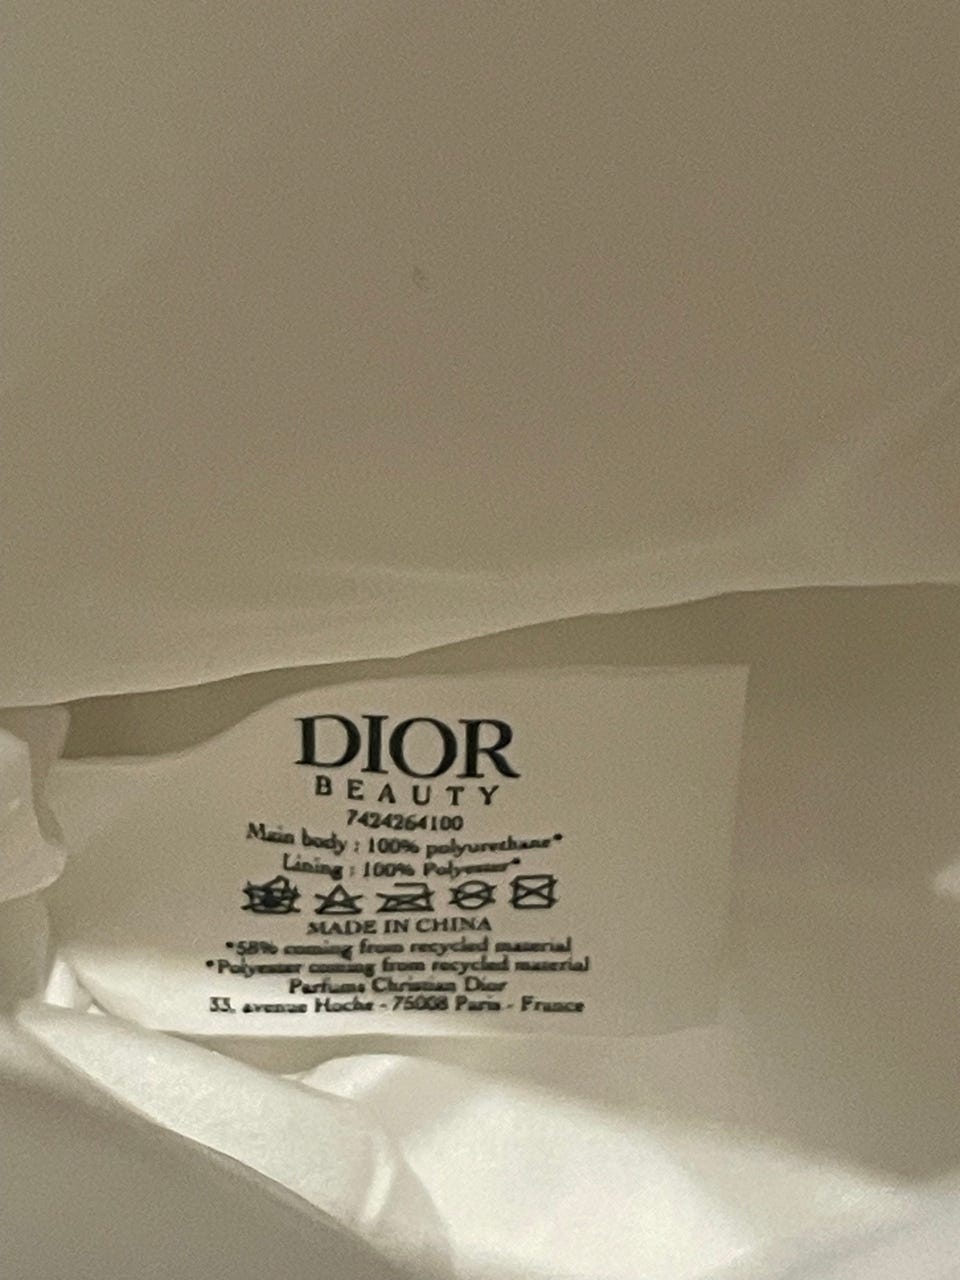 DIOR
BEAUTY
7424264100
Main body : 100% polyurethane*
Lining : 100% Polyester*
MADE IN CHINA
*58% coming from recycled material
*Polyester coming from recycled material
Parfums Christian Dior
33, avenue Hoche - 75008 Paris - France